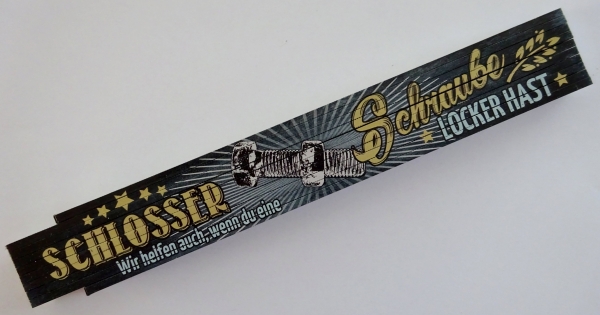 SCHLOSSER
Wir helfen auch, wenn du eine
Schraube
LOCKER HAST